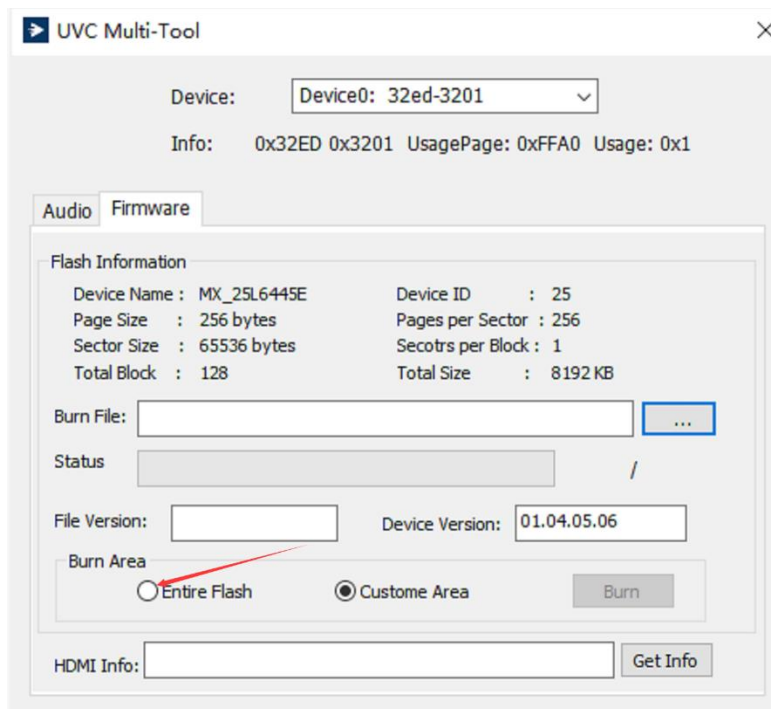 UVC Multi-Tool
Device: Device0: 32ed-3201
Info: 0x32ED 0x3201 UsagePage: 0xFFA0 Usage: 0x1
Audio Firmware
Flash Information
Device Name : MX_25L6445E Device ID : 25
Page Size : 256 bytes Pages per Sector : 256
Sector Size : 65536 bytes Secotrs per Block : 1
Total Block : 128 Total Size : 8192 KB
Burn File: ...
Status /
File Version: Device Version: 01.04.05.06
Burn Area
Entire Flash Custome Area Burn
HDMI Info: Get Info